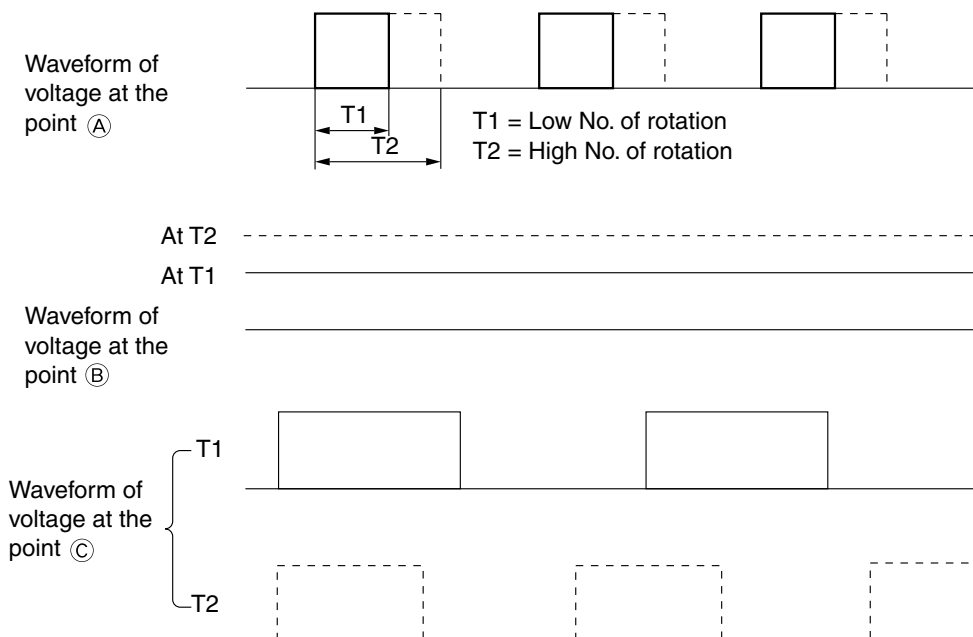 Waveform of
voltage at the
point Ⓐ
T1
T2
T1 = Low No. of rotation
T2 = High No. of rotation
At T2
At T1
Waveform of
voltage at the
point Ⓑ
T1
Waveform of
voltage at the
point Ⓒ
T2